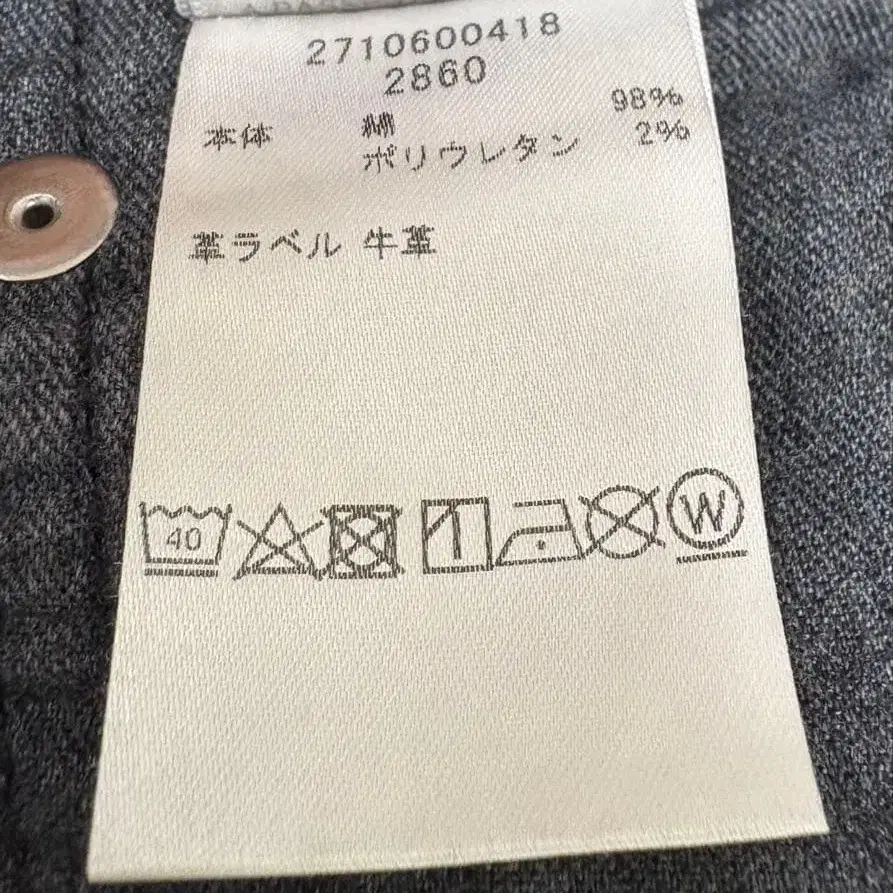 2710600418
2860
本体 綿 98%
ポリウレタン 2%
革ラベル 牛革
40 W